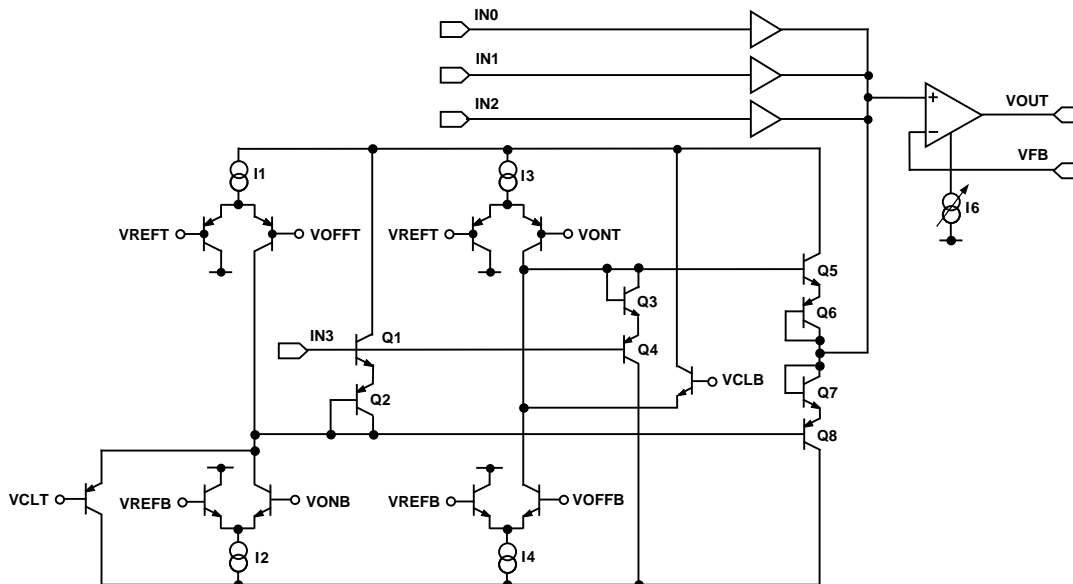 IN0
IN1
IN2
+
−
VOUT
VFB
I6
I1
I3
VREFT
VOFFT
VREFT
VONT
Q5
Q3
Q6
IN3
Q1
Q4
VCLB
Q2
Q7
Q8
VCLT
VREFB
VONB
VREFB
VOFFB
I2
I4